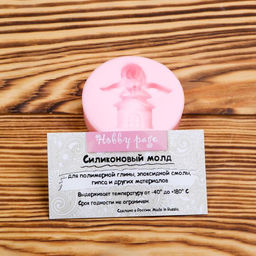 Hobby page
Силиконовый молд
для полимерной глины, эпоксидной смолы,
гипса и других материалов
Выдерживает температуру от -40° до +180° С
Срок годности не ограничен.
Сделано в России. Made in Russia.